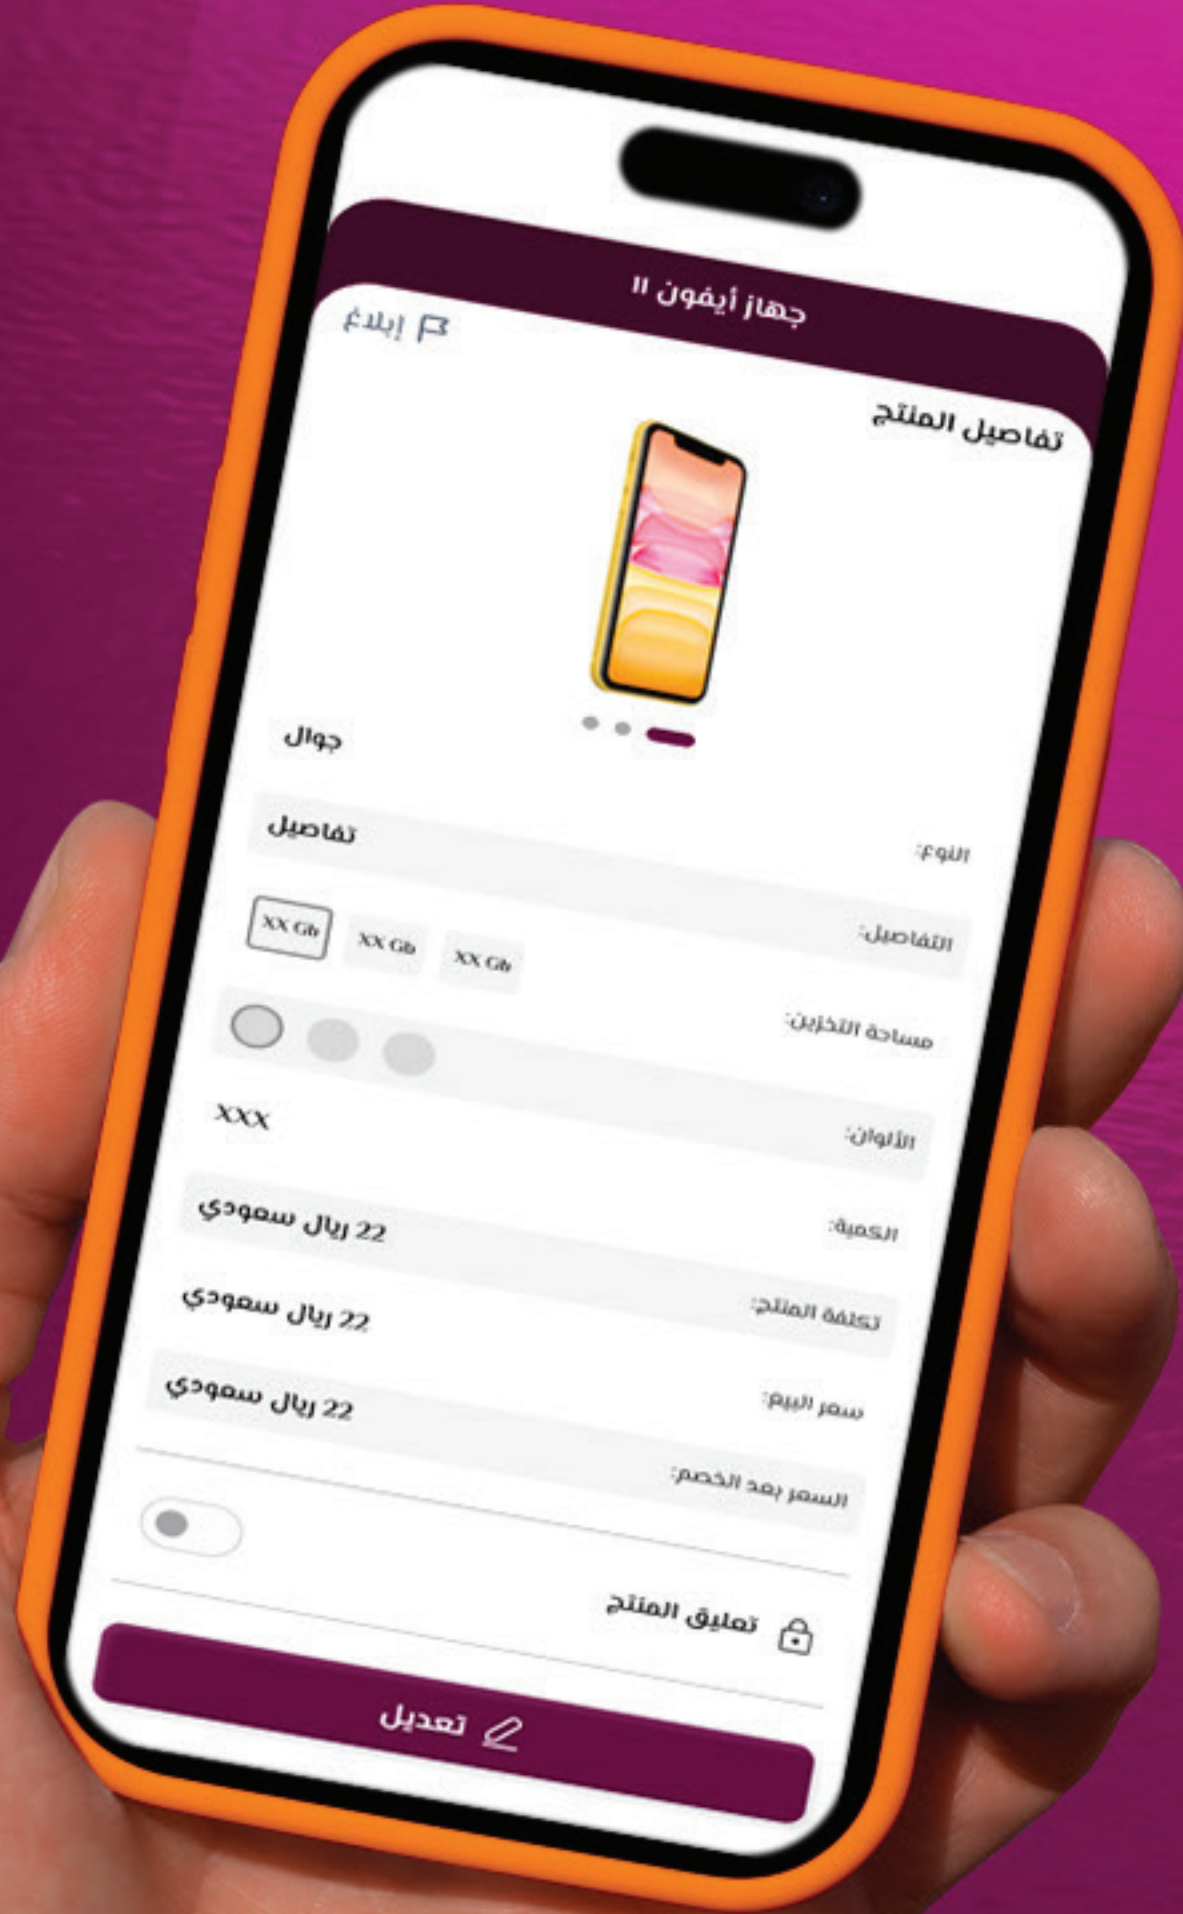 جهاز أيفون 11
إبلاغ
تفاصيل المنتج
النوع: جوال
التفاصيل: تفاصيل
مساحة التخزين: XX Gb XX Gb XX Gb
الألوان:
الكمية: XXX
تكلفة المنتج: 22 ريال سعودي
سعر البيع: 22 ريال سعودي
السعر بعد الخصم: 22 ريال سعودي
تعليق المنتج
تعديل